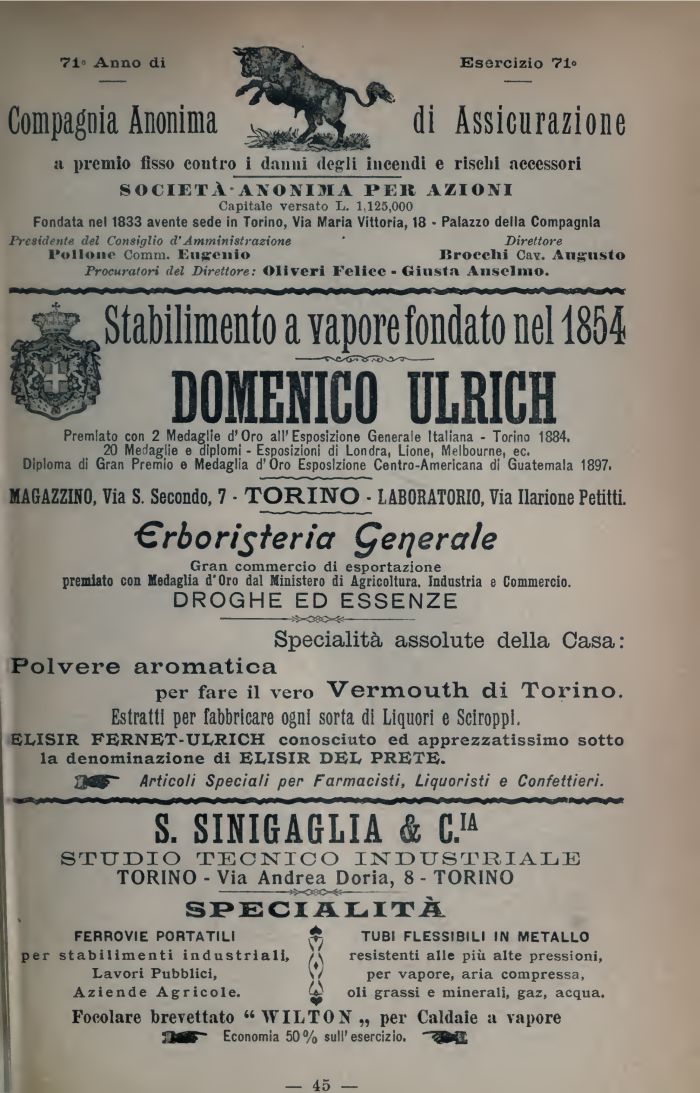 71º Anno di
Esercizio 71º
Compagnia Anonima di Assicurazione
a premio fisso contro i danni degli incendi e rischi accessori
SOCIETÀ-ANONIMA PER AZIONI
Capitale versato L. 1,125,000
Fondata nel 1833 avente sede in Torino, Via Maria Vittoria, 18 - Palazzo della Compagnia
Presidente del Consiglio d'Amministrazione
Pollone Comm. Eugenio
Direttore
Brocchi Cav. Augusto
Procuratori del Direttore: Oliveri Felice - Giusta Anselmo.
Stabilimento a vapore fondato nel 1854
DOMENICO ULRICH
Premiato con 2 Medaglie d'Oro all'Esposizione Generale Italiana - Torino 1884.
20 Medaglie e diplomi - Esposizioni di Londra, Lione, Melbourne, ec.
Diploma di Gran Premio e Medaglia d'Oro Esposizione Centro-Americana di Guatemala 1897.
MAGAZZINO, Via S. Secondo, 7 - TORINO - LABORATORIO, Via Ilarione Petitti.
Erboristeria Generale
Gran commercio di esportazione
premiato con Medaglia d'Oro dal Ministero di Agricoltura. Industria e Commercio.
DROGHE ED ESSENZE
Specialità assolute della Casa:
Polvere aromatica
per fare il vero Vermouth di Torino.
Estratti per fabbricare ogni sorta di Liquori e Sciroppi.
ELISIR FERNET-ULRICH conosciuto ed apprezzatissimo sotto
la denominazione di ELISIR DEL PRETE.
Articoli Speciali per Farmacisti, Liquoristi e Confettieri.
S. SINIGAGLIA & C.IA
STUDIO TECNICO INDUSTRIALE
TORINO - Via Andrea Doria, 8 - TORINO
SPECIALITÀ
FERROVIE PORTATILI
per stabilimenti industriali,
Lavori Pubblici,
Aziende Agricole.
TUBI FLESSIBILI IN METALLO
resistenti alle più alte pressioni,
per vapore, aria compressa,
oli grassi e minerali, gaz, acqua.
Focolare brevettato “ WILTON „ per Caldaie a vapore
Economia 50% sull'esercizio.
— 45 —